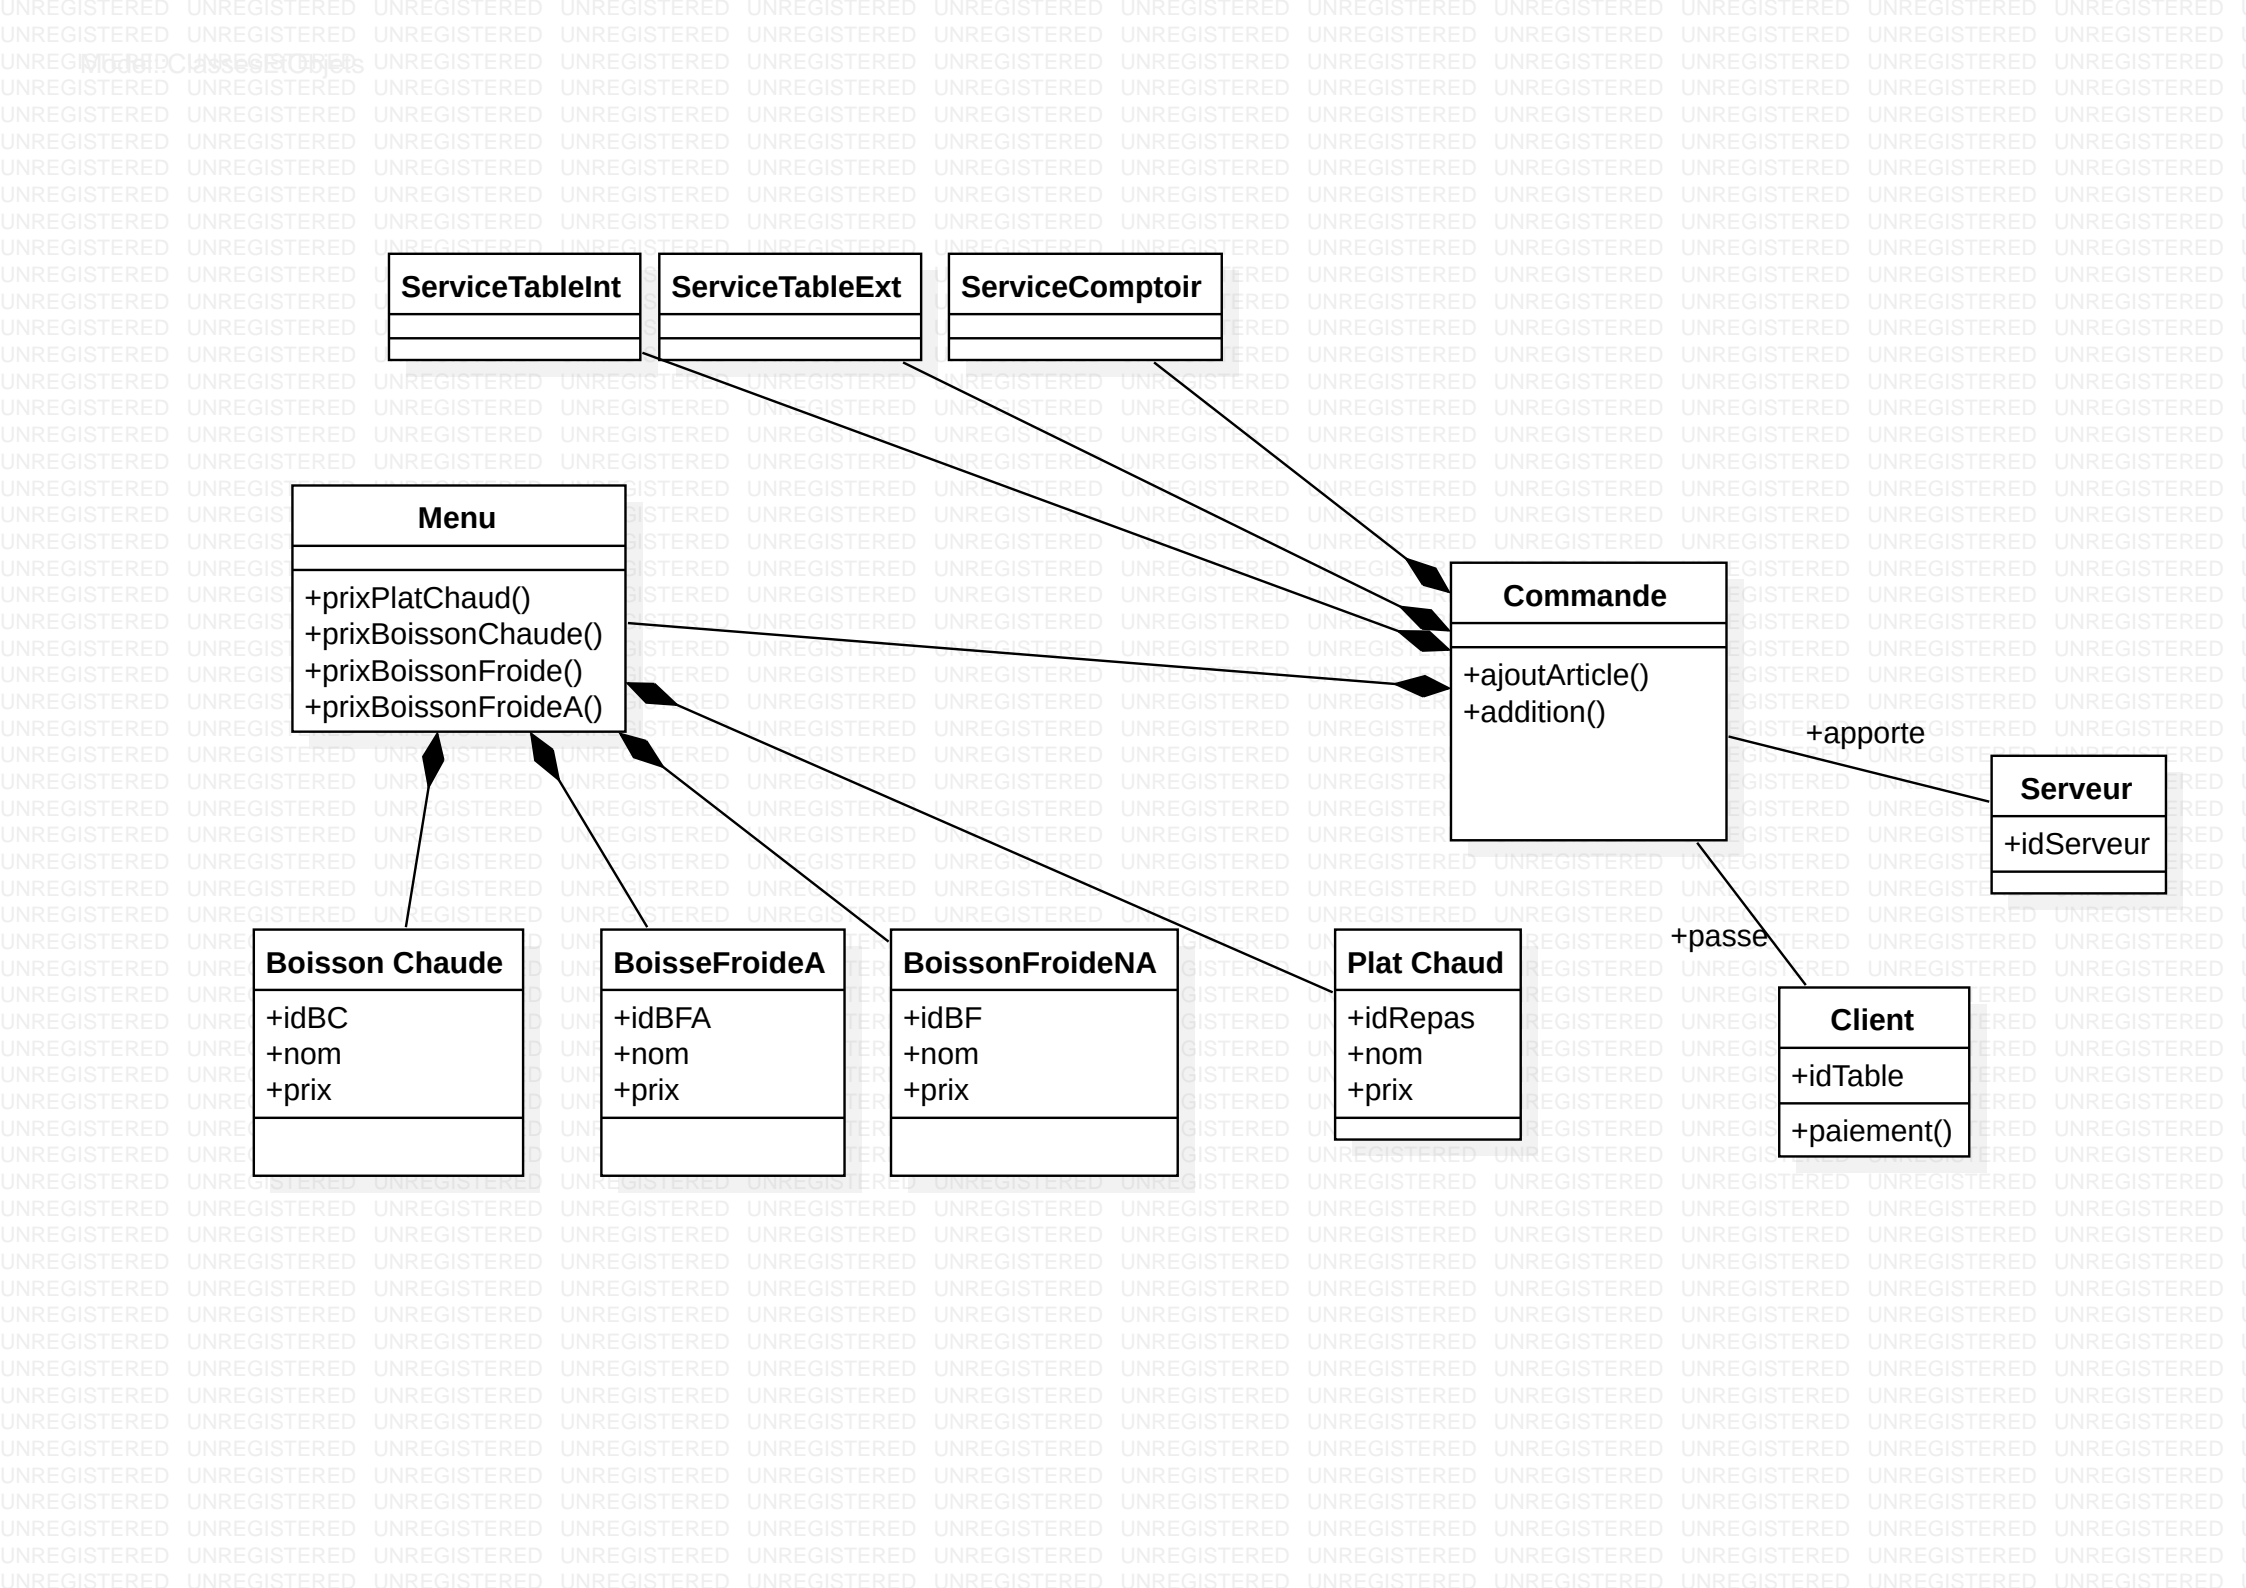 Model::ClassesEtObjets
ServiceTableInt
ServiceTableExt
ServiceComptoir
Menu
+prixPlatChaud()
+prixBoissonChaude()
+prixBoissonFroide()
+prixBoissonFroideA()
Commande
+ajoutArticle()
+addition()
+apporte
Serveur
+idServeur
+passe
Boisson Chaude
+idBC
+nom
+prix
BoisseFroideA
+idBFA
+nom
+prix
BoissonFroideNA
+idBF
+nom
+prix
Plat Chaud
+idRepas
+nom
+prix
Client
+idTable
+paiement()
UNREGISTERED